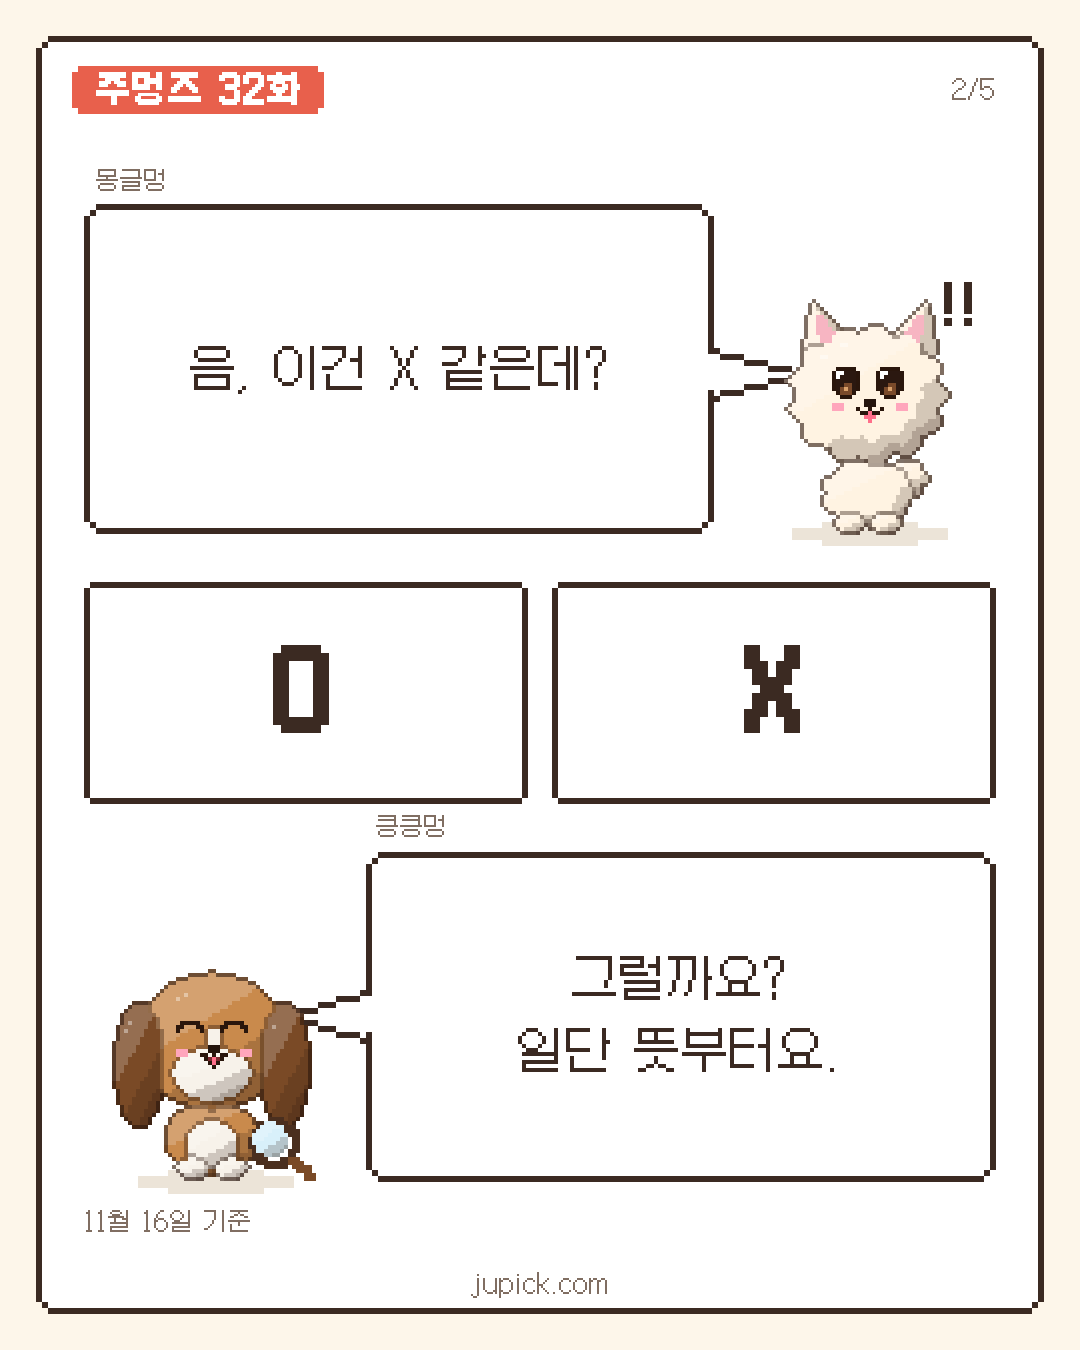 주멍즈 32화
2/5
몽글멍
음, 이건 X 같은데?
!!
O
X
킁킁멍
그럴까요?
일단 뜻부터요.
11월 16일 기준
jupick.com